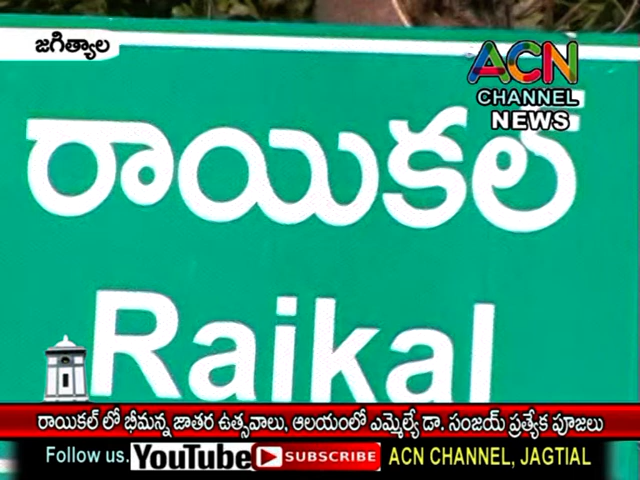 జగిత్యాల
ACN
CHANNEL
NEWS
రాయికల్
Raikal
రాయికల్ లో భీమన్న జాతర ఉత్సవాలు, ఆలయంలో ఎమ్మెల్యే డా. సంజయ్ ప్రత్యేక పూజలు
Follow us. YouTube SUBSCRIBE ACN CHANNEL, JAGTIAL